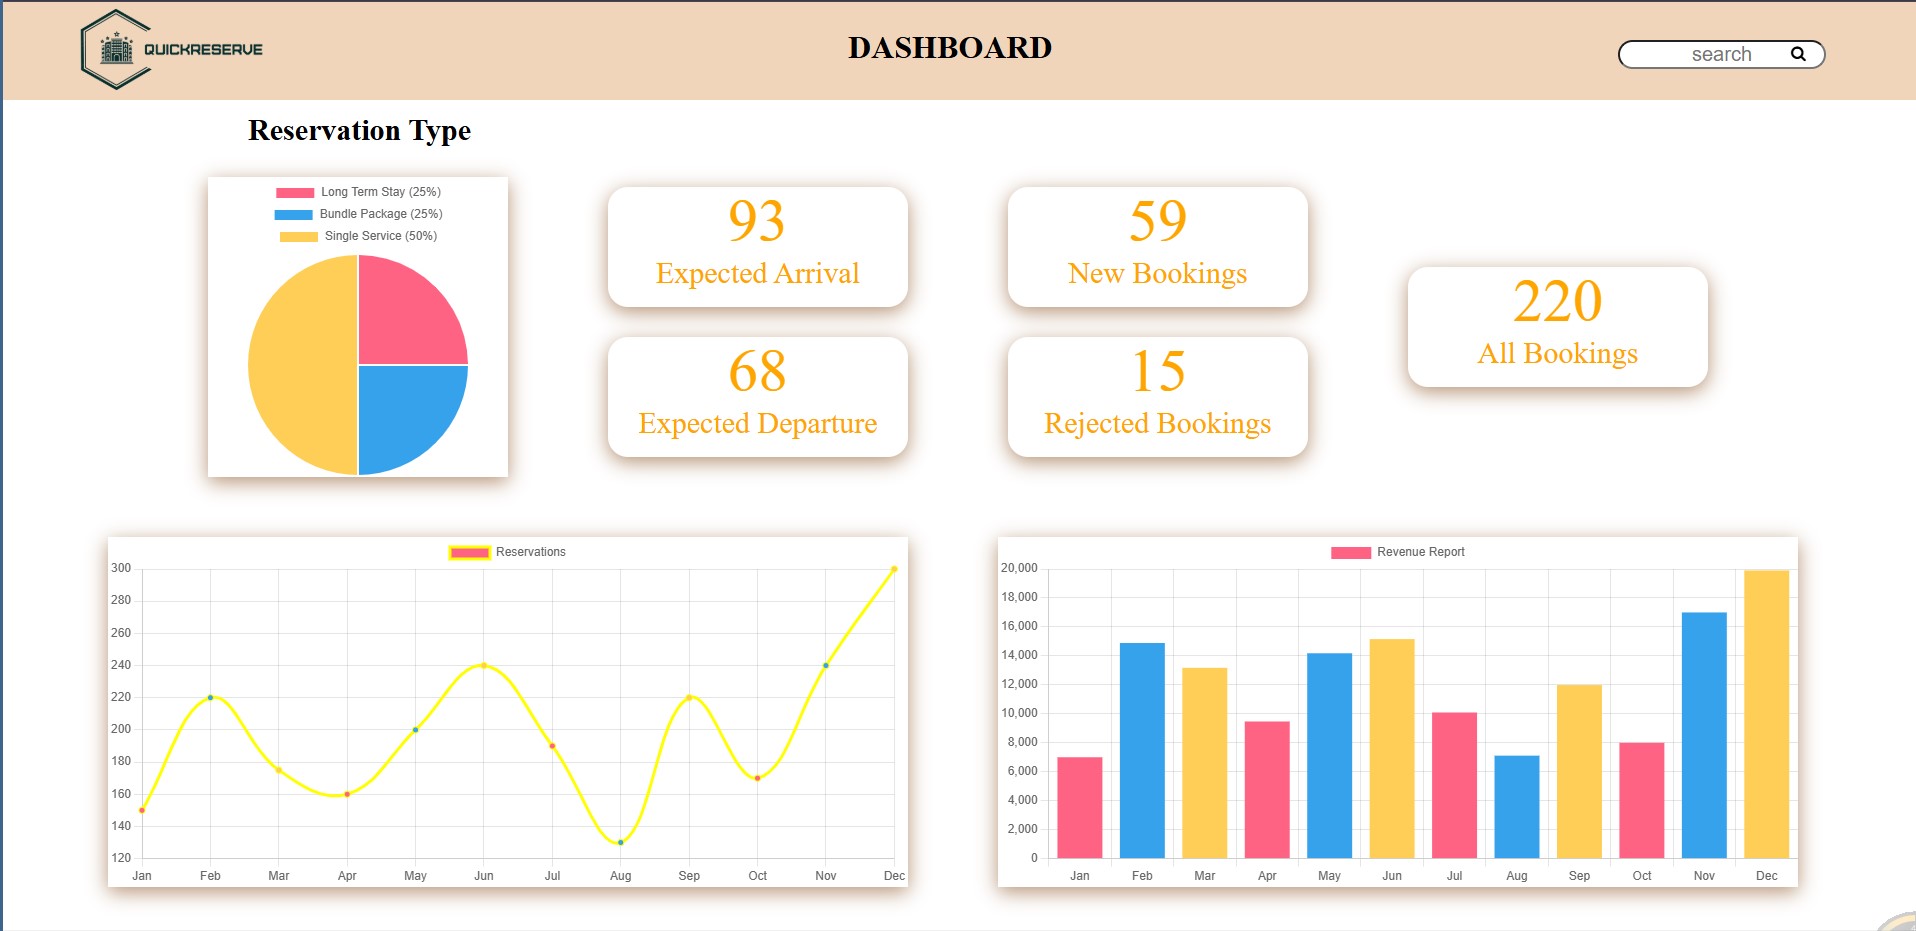 QUICKRESERVE
DASHBOARD
search
Reservation Type
Long Term Stay (25%)
Bundle Package (25%)
Single Service (50%)
93
Expected Arrival
59
New Bookings
220
All Bookings
68
Expected Departure
15
Rejected Bookings
Reservations
300
280
260
240
220
200
180
160
140
120
Jan Feb Mar Apr May Jun Jul Aug Sep Oct Nov Dec
Revenue Report
20,000
18,000
16,000
14,000
12,000
10,000
8,000
6,000
4,000
2,000
0
Jan Feb Mar Apr May Jun Jul Aug Sep Oct Nov Dec